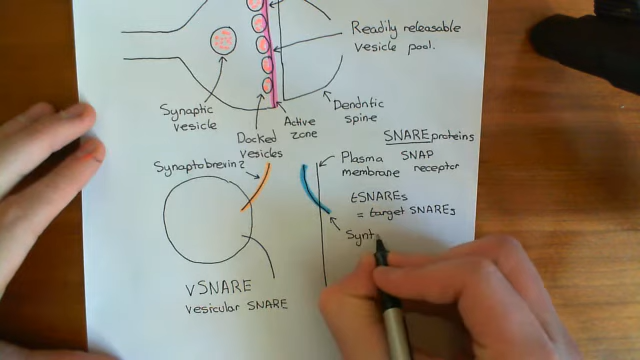 Readily releasable
vesicle pool.
Synaptic
vesicle
Docked
vesicles
Active
zone
Dendritic
spine
SNARE proteins
SNAP
receptor
Synaptobrevin 2
Plasma
membrane
tSNAREs
= target SNAREs
Synt
vSNARE
vesicular SNARE